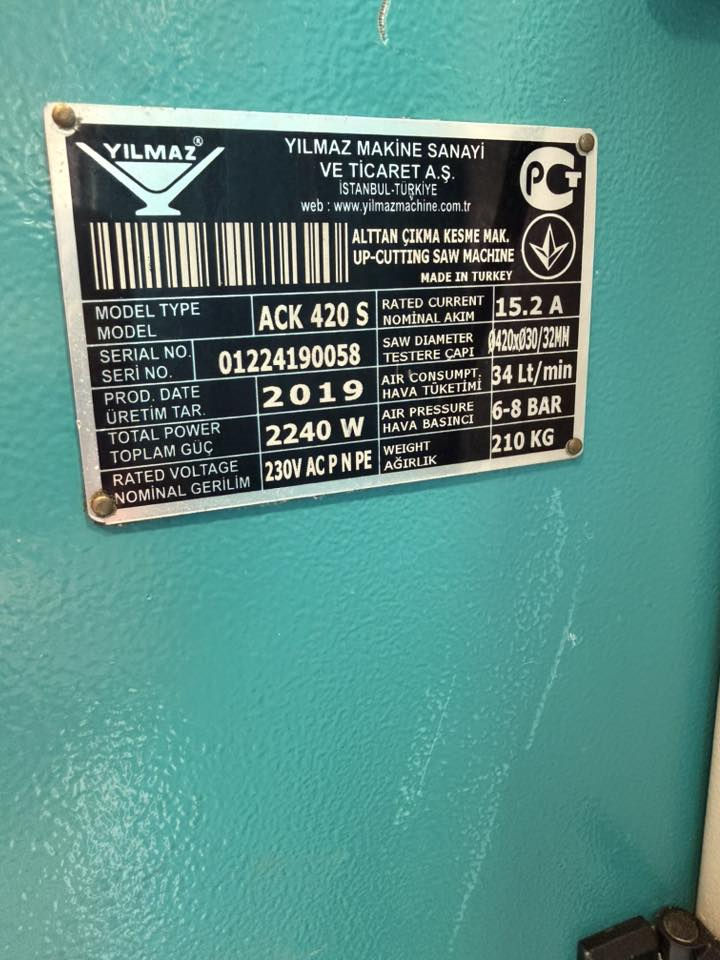 YILMAZ®
YILMAZ MAKİNE SANAYİ
VE TİCARET A.Ş.
İSTANBUL-TÜRKİYE
web : www.yilmazmachine.com.tr
PCT
ALTTAN ÇIKMA KESME MAK.
UP-CUTTING SAW MACHINE
MADE IN TURKEY
MODEL TYPE
MODEL
ACK 420 S
SERIAL NO.
SERİ NO.
01224190058
PROD. DATE
ÜRETİM TAR.
2019
TOTAL POWER
TOPLAM GÜÇ
2240 W
RATED VOLTAGE
NOMİNAL GERİLİM
230V AC P N PE
RATED CURRENT
NOMİNAL AKIM
15.2 A
SAW DIAMETER
TESTERE ÇAPI
Ø420xØ30/32MM
AIR CONSUMPT.
HAVA TÜKETİMİ
34 Lt/min
AIR PRESSURE
HAVA BASINCI
6-8 BAR
WEIGHT
AĞIRLIK
210 KG